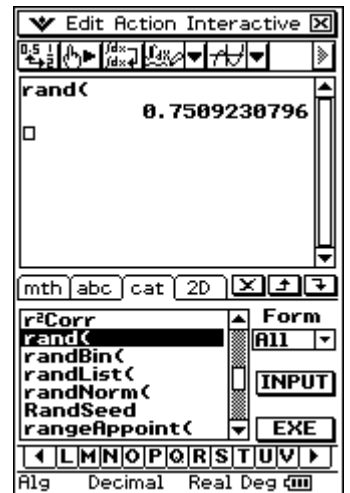 Edit Action Interactive
rand(
0.7509230796
mth abc cat 2D
r²Corr
rand(
randBin(
randList(
randNorm(
RandSeed
rangeAppoint(
Form
All
INPUT
EXE
L M N O P Q R S T U V
Alg Decimal Real Deg